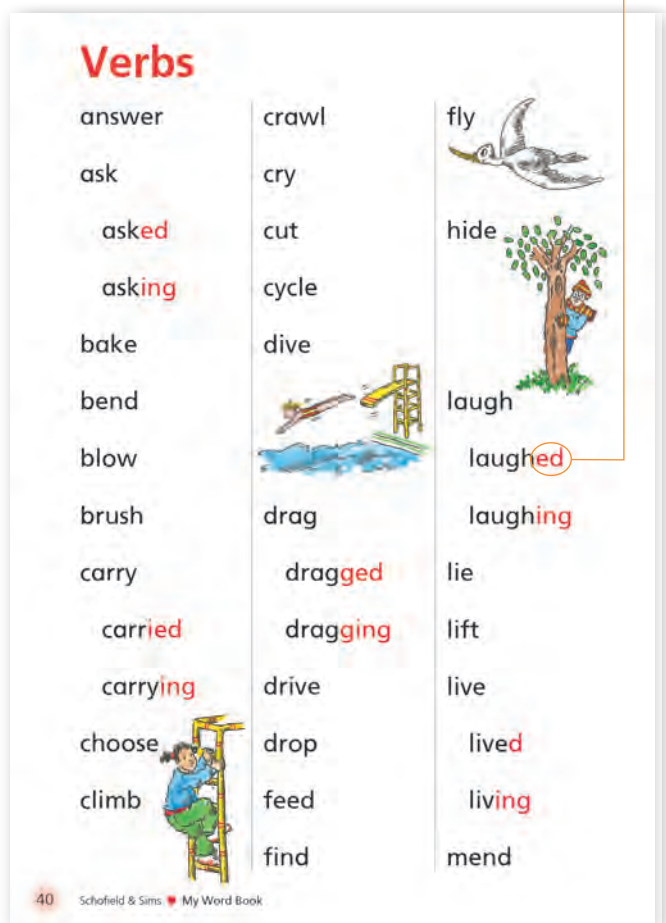 Verbs
answer
ask
asked
asking
bake
bend
blow
brush
carry
carried
carrying
choose
climb
crawl
cry
cut
cycle
dive
drag
dragged
dragging
drive
drop
feed
find
fly
hide
laugh
laughed
laughing
lie
lift
live
lived
living
mend
40 Schofield & Sims My Word Book